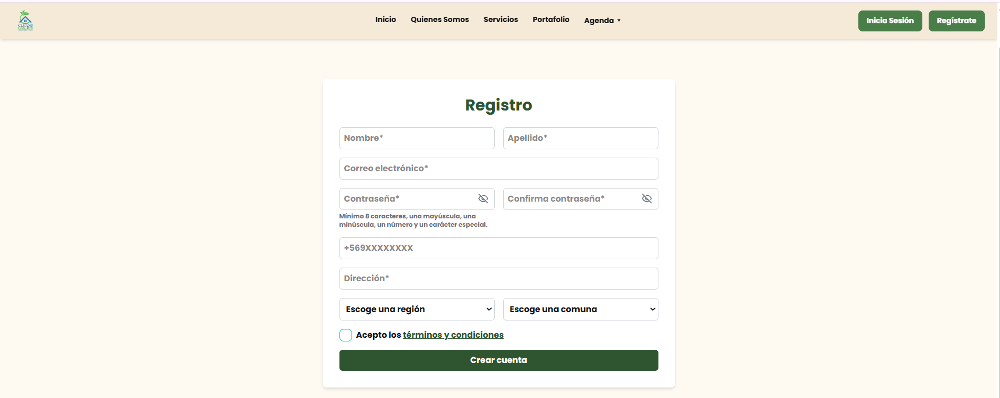 CLEAN
GARDEN
Inicio Quienes Somos Servicios Portafolio Agenda
Inicia Sesión Regístrate
Registro
Nombre* Apellido*
Correo electrónico*
Contraseña* Confirma contraseña*
Mínimo 8 caracteres, una mayúscula, una
minúscula, un número y un carácter especial.
+569XXXXXXXX
Dirección*
Escoge una región Escoge una comuna
Acepto los términos y condiciones
Crear cuenta